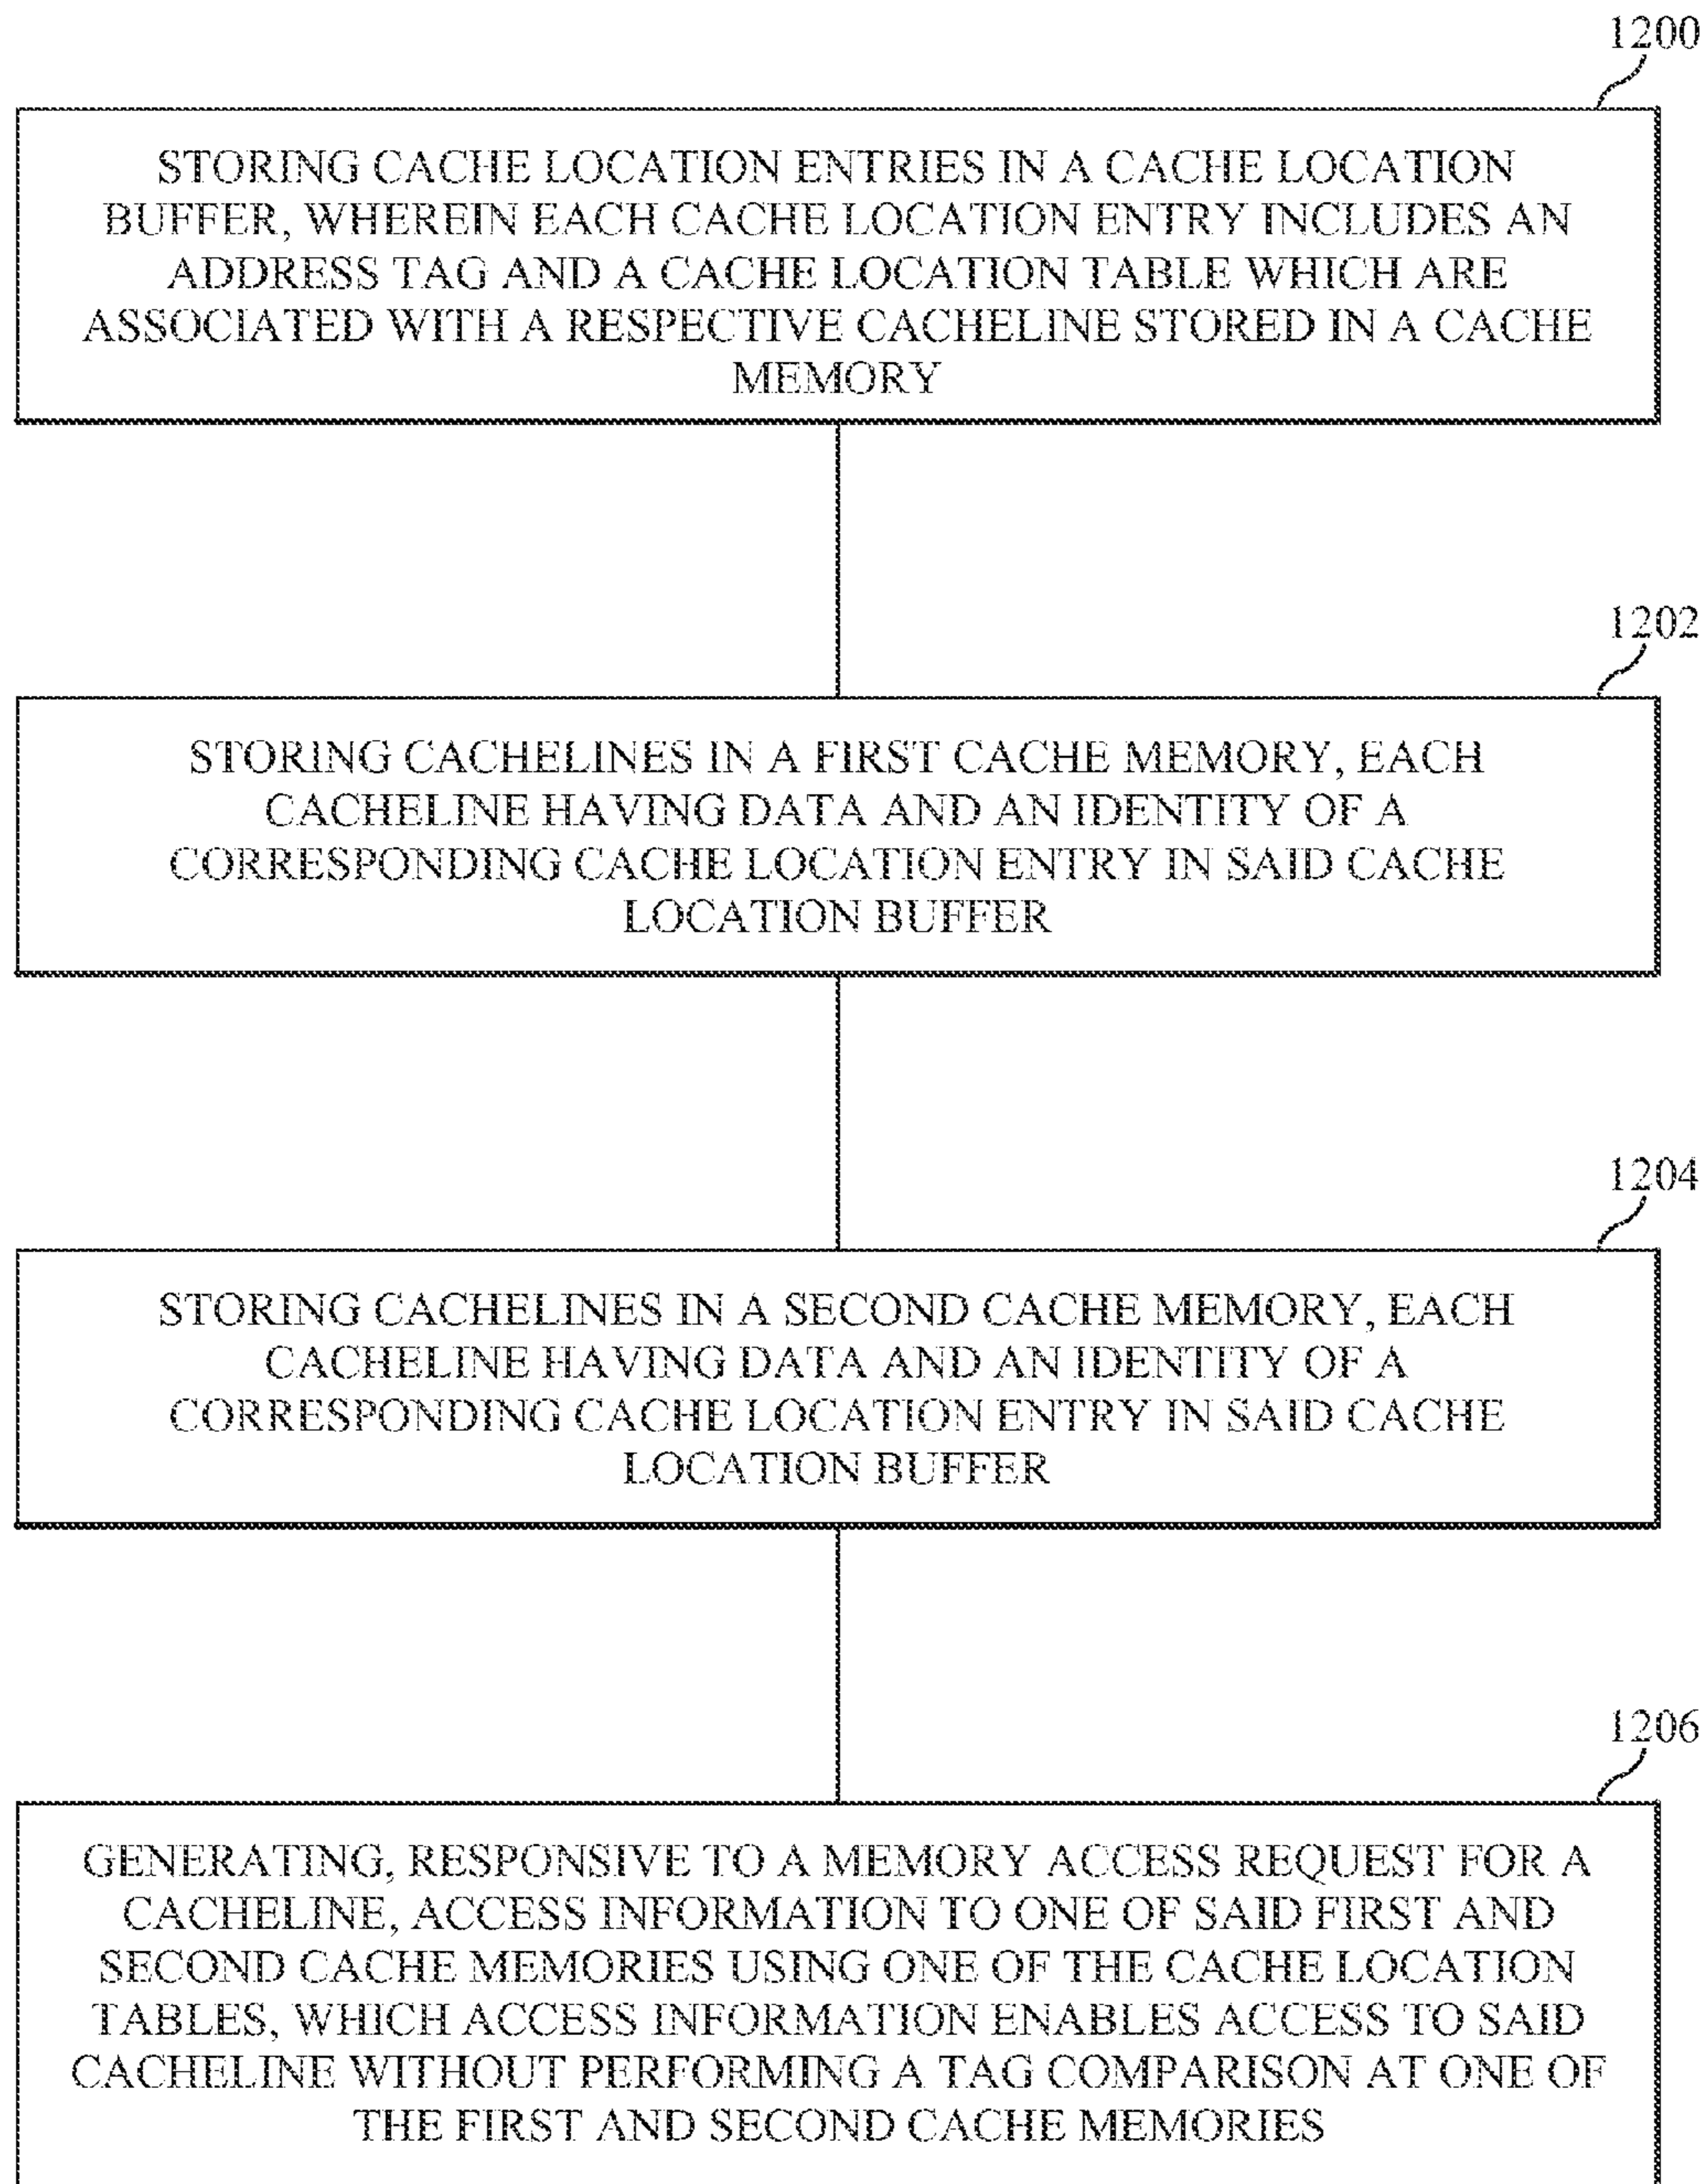 1200
STORING CACHE LOCATION ENTRIES IN A CACHE LOCATION
BUFFER, WHEREIN EACH CACHE LOCATION ENTRY INCLUDES AN
ADDRESS TAG AND A CACHE LOCATION TABLE WHICH ARE
ASSOCIATED WITH A RESPECTIVE CACHELINE STORED IN A CACHE
MEMORY
1202
STORING CACHELINES IN A FIRST CACHE MEMORY, EACH
CACHELINE HAVING DATA AND AN IDENTITY OF A
CORRESPONDING CACHE LOCATION ENTRY IN SAID CACHE
LOCATION BUFFER
1204
STORING CACHELINES IN A SECOND CACHE MEMORY, EACH
CACHELINE HAVING DATA AND AN IDENTITY OF A
CORRESPONDING CACHE LOCATION ENTRY IN SAID CACHE
LOCATION BUFFER
1206
GENERATING, RESPONSIVE TO A MEMORY ACCESS REQUEST FOR A
CACHELINE, ACCESS INFORMATION TO ONE OF SAID FIRST AND
SECOND CACHE MEMORIES USING ONE OF THE CACHE LOCATION
TABLES, WHICH ACCESS INFORMATION ENABLES ACCESS TO SAID
CACHELINE WITHOUT PERFORMING A TAG COMPARISON AT ONE OF
THE FIRST AND SECOND CACHE MEMORIES